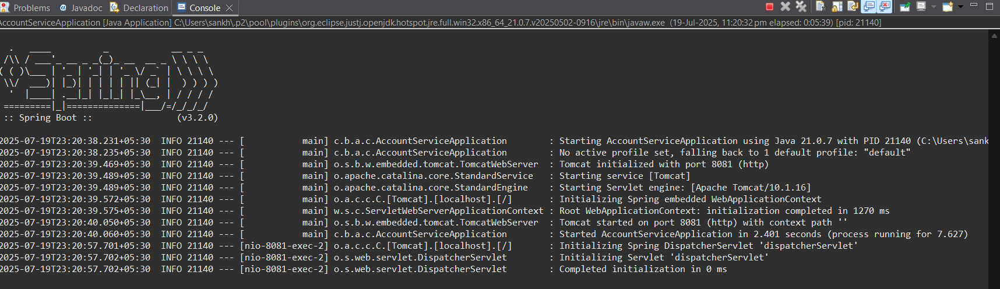 Problems @ Javadoc Declaration Console
AccountServiceApplication [Java Application] C:\Users\sankh\.p2\pool\plugins\org.eclipse.justj.openjdk.hotspot.jre.full.win32.x86_64_21.0.7.v20250502-0916\jre\bin\javaw.exe (19-Jul-2025, 11:20:32 pm elapsed: 0:05:39) [pid: 21140]
  .   ____          _            __ _ _
 /\\ / ___'_ __ _ _(_)_ __  __ _ \ \ \ \
( ( )\___ | '_ | '_| | '_ \/ _` | \ \ \ \
 \\/  ___)| |_)| | | | | || (_| |  ) ) ) )
  '  |____| .__|_| |_|_| |_\__, | / / / /
 =========|_|==============|___/=/_/_/_/
 :: Spring Boot ::                (v3.2.0)
2025-07-19T23:20:38.231+05:30  INFO 21140 --- [           main] c.b.a.c.AccountServiceApplication        : Starting AccountServiceApplication using Java 21.0.7 with PID 21140 (C:\Users\sank
2025-07-19T23:20:38.235+05:30  INFO 21140 --- [           main] c.b.a.c.AccountServiceApplication        : No active profile set, falling back to 1 default profile: "default"
2025-07-19T23:20:39.469+05:30  INFO 21140 --- [           main] o.s.b.w.embedded.tomcat.TomcatWebServer  : Tomcat initialized with port 8081 (http)
2025-07-19T23:20:39.489+05:30  INFO 21140 --- [           main] o.apache.catalina.core.StandardService   : Starting service [Tomcat]
2025-07-19T23:20:39.489+05:30  INFO 21140 --- [           main] o.apache.catalina.core.StandardEngine    : Starting Servlet engine: [Apache Tomcat/10.1.16]
2025-07-19T23:20:39.572+05:30  INFO 21140 --- [           main] o.a.c.c.C.[Tomcat].[localhost].[/]       : Initializing Spring embedded WebApplicationContext
2025-07-19T23:20:39.575+05:30  INFO 21140 --- [           main] w.s.c.ServletWebServerApplicationContext : Root WebApplicationContext: initialization completed in 1270 ms
2025-07-19T23:20:40.050+05:30  INFO 21140 --- [           main] o.s.b.w.embedded.tomcat.TomcatWebServer  : Tomcat started on port 8081 (http) with context path ''
2025-07-19T23:20:40.060+05:30  INFO 21140 --- [           main] c.b.a.c.AccountServiceApplication        : Started AccountServiceApplication in 2.401 seconds (process running for 7.627)
2025-07-19T23:20:57.701+05:30  INFO 21140 --- [nio-8081-exec-2] o.a.c.c.C.[Tomcat].[localhost].[/]       : Initializing Spring DispatcherServlet 'dispatcherServlet'
2025-07-19T23:20:57.702+05:30  INFO 21140 --- [nio-8081-exec-2] o.s.web.servlet.DispatcherServlet        : Initializing Servlet 'dispatcherServlet'
2025-07-19T23:20:57.702+05:30  INFO 21140 --- [nio-8081-exec-2] o.s.web.servlet.DispatcherServlet        : Completed initialization in 0 ms